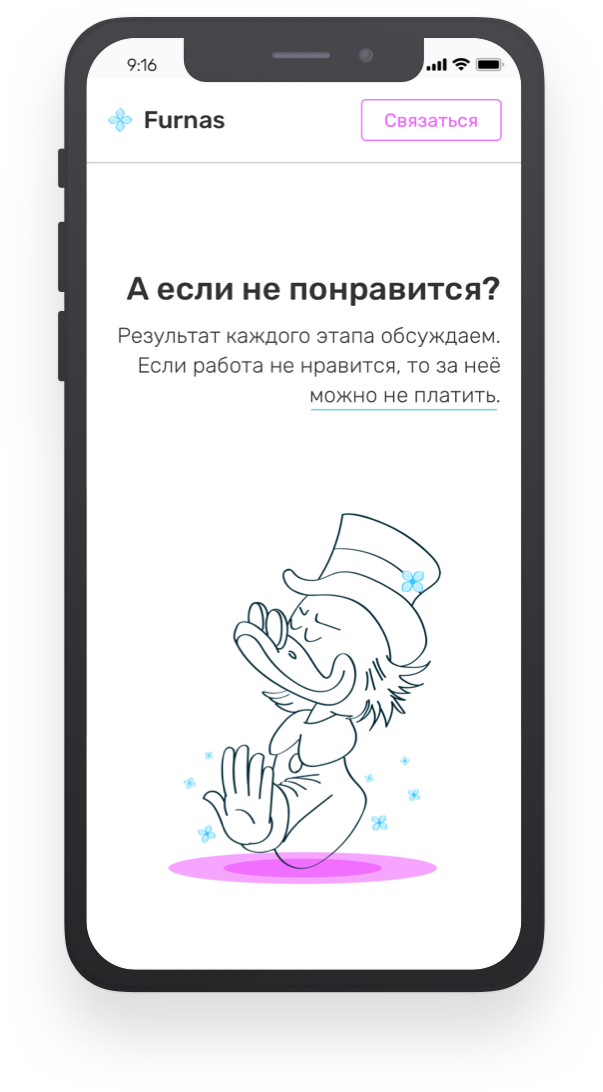 9:16
Furnas
Связаться
А если не понравится?
Результат каждого этапа обсуждаем.
Если работа не нравится, то за неё
можно не платить.